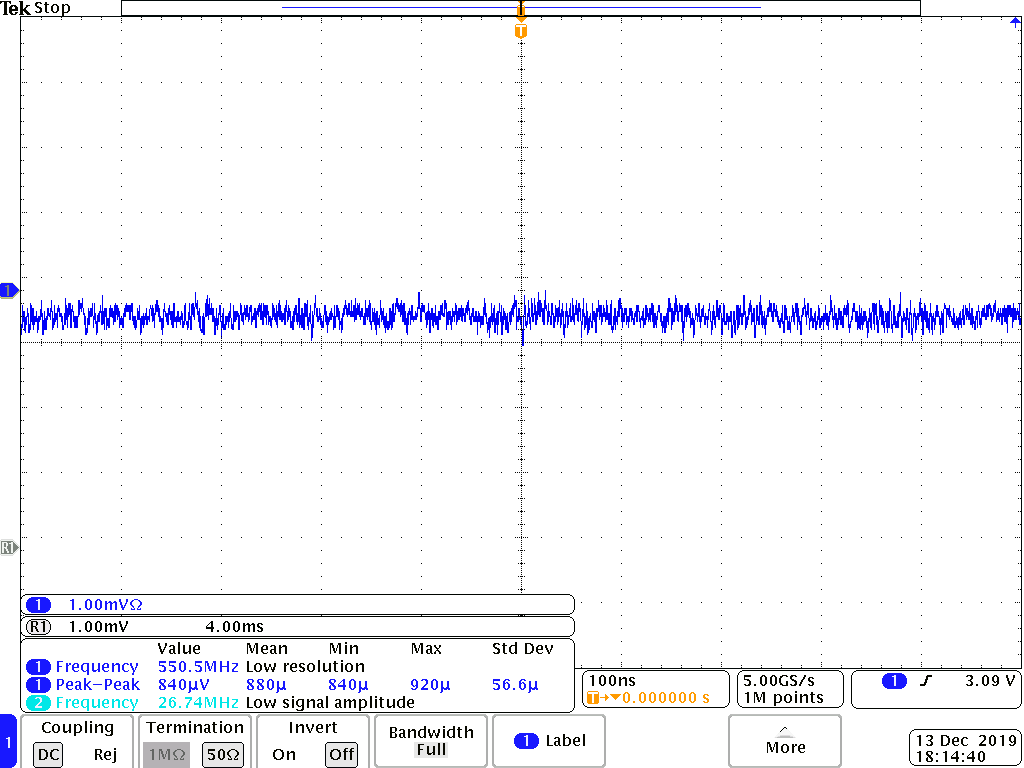 Tek Stop
T
1
R1
1 1.00mVΩ
R1 1.00mV 4.00ms
Value Mean Min Max Std Dev
1 Frequency 550.5MHz Low resolution
1 Peak−Peak 840µV 880µ 840µ 920µ 56.6µ
2 Frequency 26.74MHz Low signal amplitude
100ns
T→▼0.000000 s
5.00GS/s
1M points
1 3.09 V
1
Coupling
DC Rej
Termination
1MΩ 50Ω
Invert
On Off
Bandwidth
Full
1 Label
More
13 Dec 2019
18:14:40